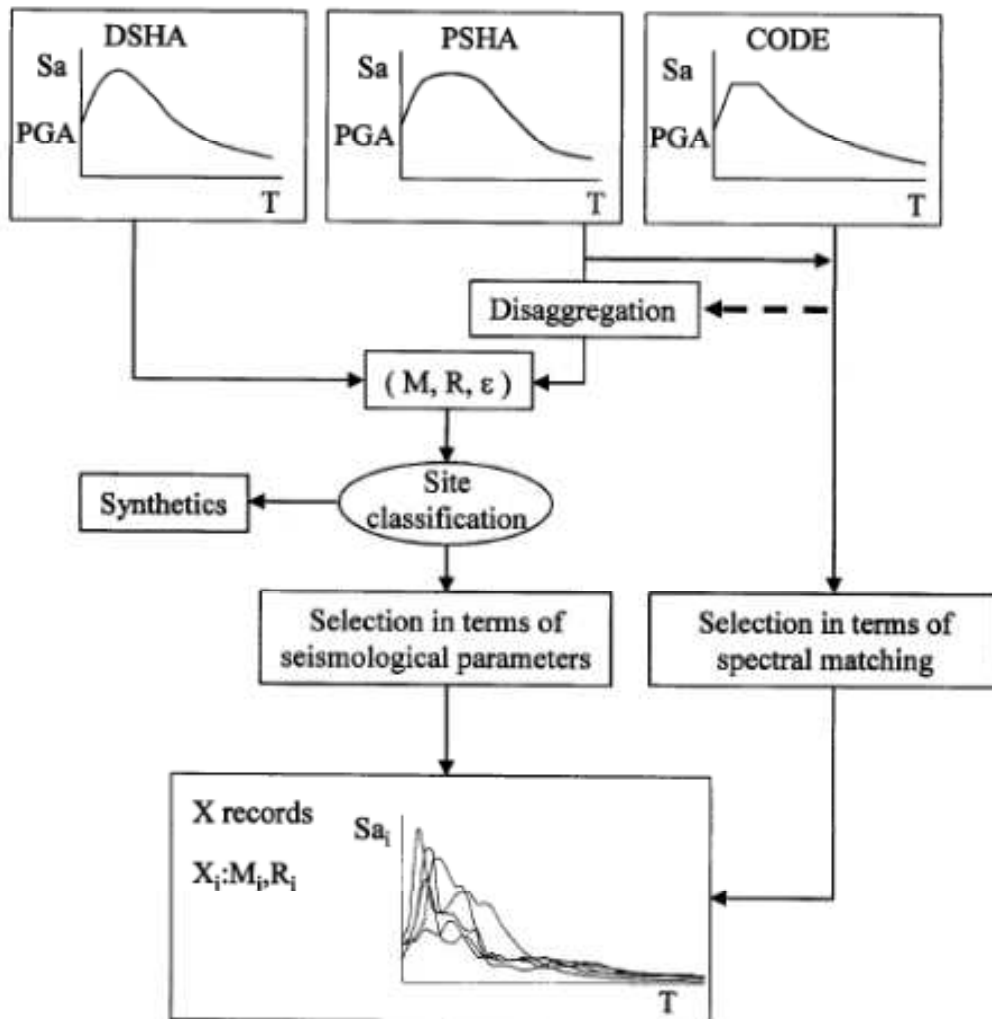 DSHA
Sa
PGA
T
PSHA
Sa
PGA
T
CODE
Sa
PGA
T
Disaggregation
( M, R, ε )
Site
classification
Synthetics
Selection in terms of
seismological parameters
Selection in terms of
spectral matching
X records
Xi:Mi,Ri
Sai
T